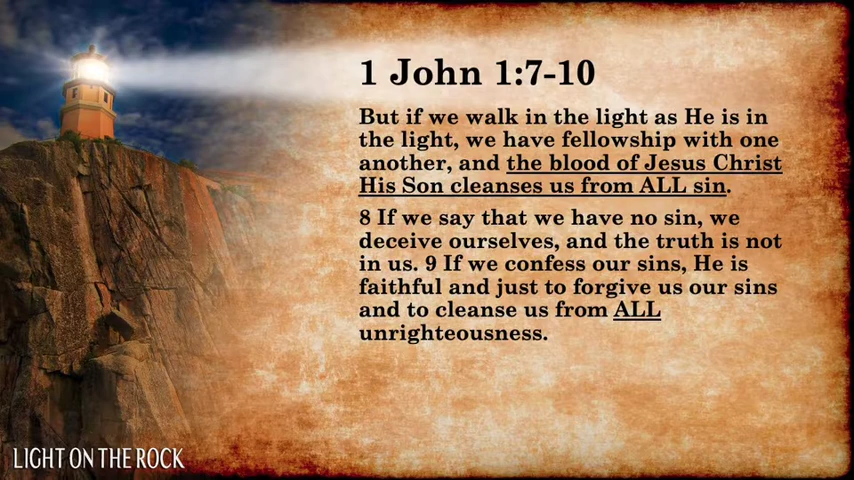 1 John 1:7-10
But if we walk in the light as He is in
the light, we have fellowship with one
another, and the blood of Jesus Christ
His Son cleanses us from ALL sin.
8 If we say that we have no sin, we
deceive ourselves, and the truth is not
in us. 9 If we confess our sins, He is
faithful and just to forgive us our sins
and to cleanse us from ALL
unrighteousness.
LIGHT ON THE ROCK